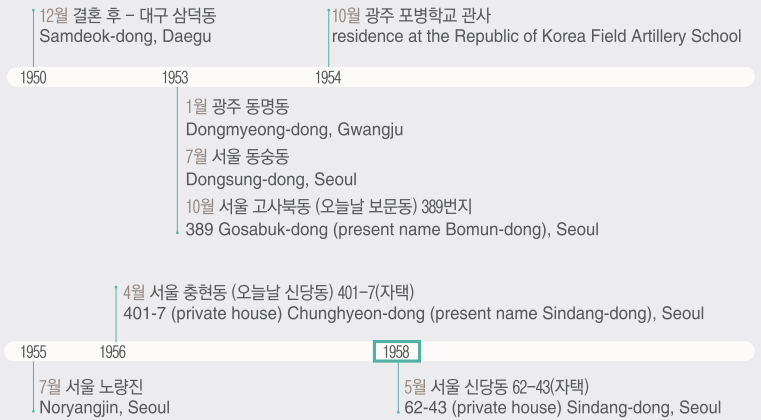 12월 결혼 후 – 대구 삼덕동
Samdeok-dong, Daegu
10월 광주 포병학교 관사
residence at the Republic of Korea Field Artillery School
1950
1953
1954
1월 광주 동명동
Dongmyeong-dong, Gwangju
7월 서울 동숭동
Dongsung-dong, Seoul
10월 서울 고사북동 (오늘날 보문동) 389번지
389 Gosabuk-dong (present name Bomun-dong), Seoul
4월 서울 충현동 (오늘날 신당동) 401-7(자택)
401-7 (private house) Chunghyeon-dong (present name Sindang-dong), Seoul
1955
1956
1958
7월 서울 노량진
Noryangjin, Seoul
5월 서울 신당동 62-43(자택)
62-43 (private house) Sindang-dong, Seoul